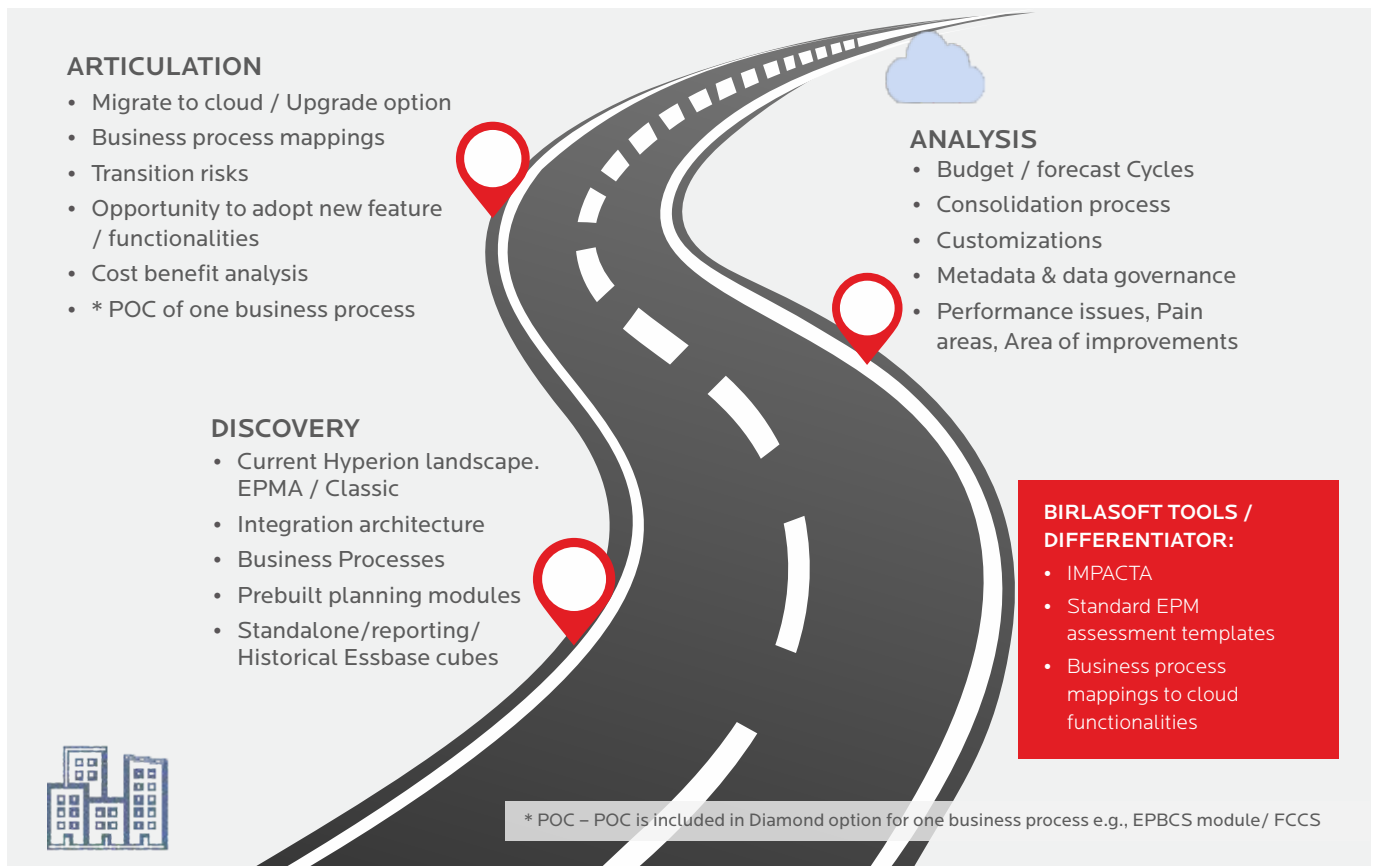 ARTICULATION
• Migrate to cloud / Upgrade option
• Business process mappings
• Transition risks
• Opportunity to adopt new feature
/ functionalities
• Cost benefit analysis
• * POC of one business process
ANALYSIS
• Budget / forecast Cycles
• Consolidation process
• Customizations
• Metadata & data governance
• Performance issues, Pain
areas, Area of improvements
DISCOVERY
• Current Hyperion landscape.
EPMA / Classic
• Integration architecture
• Business Processes
• Prebuilt planning modules
• Standalone/reporting/
Historical Essbase cubes
BIRLASOFT TOOLS /
DIFFERENTIATOR:
• IMPACTA
• Standard EPM
assessment templates
• Business process
mappings to cloud
functionalities
* POC – POC is included in Diamond option for one business process e.g., EPBCS module/ FCCS